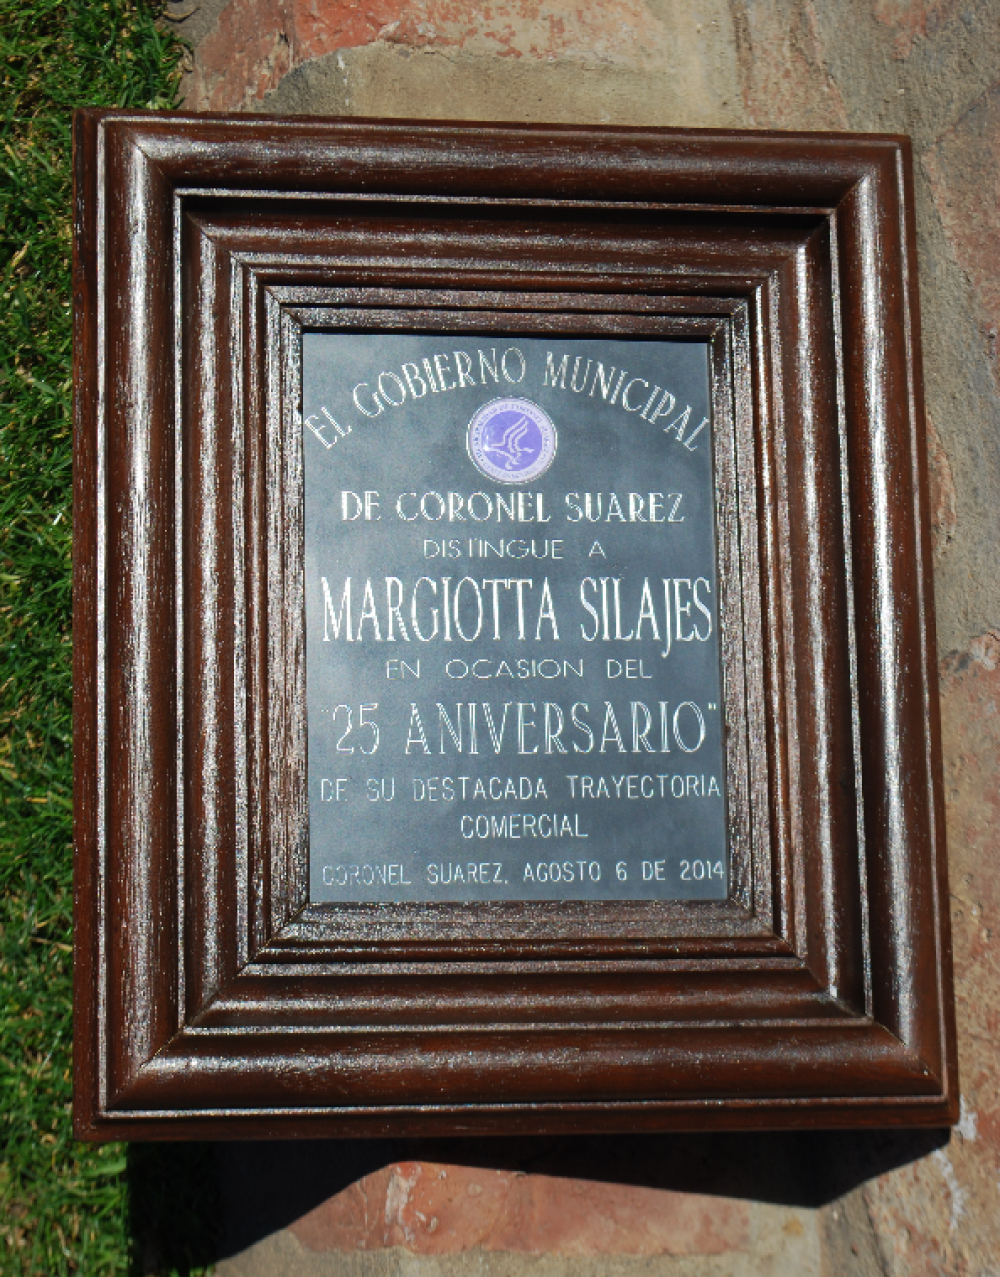 EL GOBIERNO MUNICIPAL
DE CORONEL SUAREZ
DISTINGUE A
MARGIOTTA SILAJES
EN OCASION DEL
"25 ANIVERSARIO"
DE SU DESTACADA TRAYECTORIA
COMERCIAL
CORONEL SUAREZ, AGOSTO 6 DE 2014